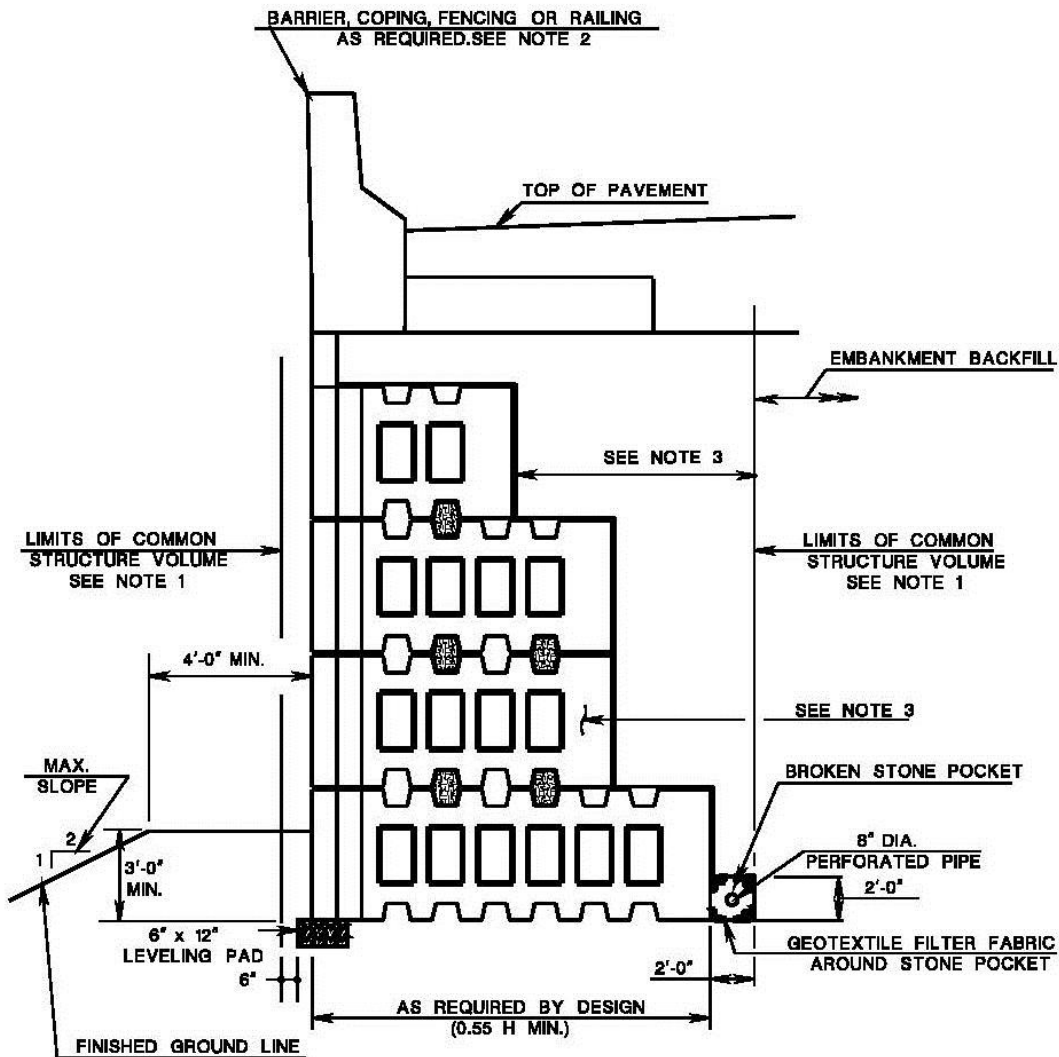 BARRIER, COPING, FENCING OR RAILING
AS REQUIRED.SEE NOTE 2
TOP OF PAVEMENT
EMBANKMENT BACKFILL
SEE NOTE 3
LIMITS OF COMMON
STRUCTURE VOLUME
SEE NOTE 1
LIMITS OF COMMON
STRUCTURE VOLUME
SEE NOTE 1
4'-0" MIN.
SEE NOTE 3
MAX.
SLOPE
2
1
3'-0"
MIN.
BROKEN STONE POCKET
8" DIA.
PERFORATED PIPE
2'-0"
6" x 12"
LEVELING PAD
6"
GEOTEXTILE FILTER FABRIC
AROUND STONE POCKET
2'-0"
AS REQUIRED BY DESIGN
(0.55 H MIN.)
FINISHED GROUND LINE